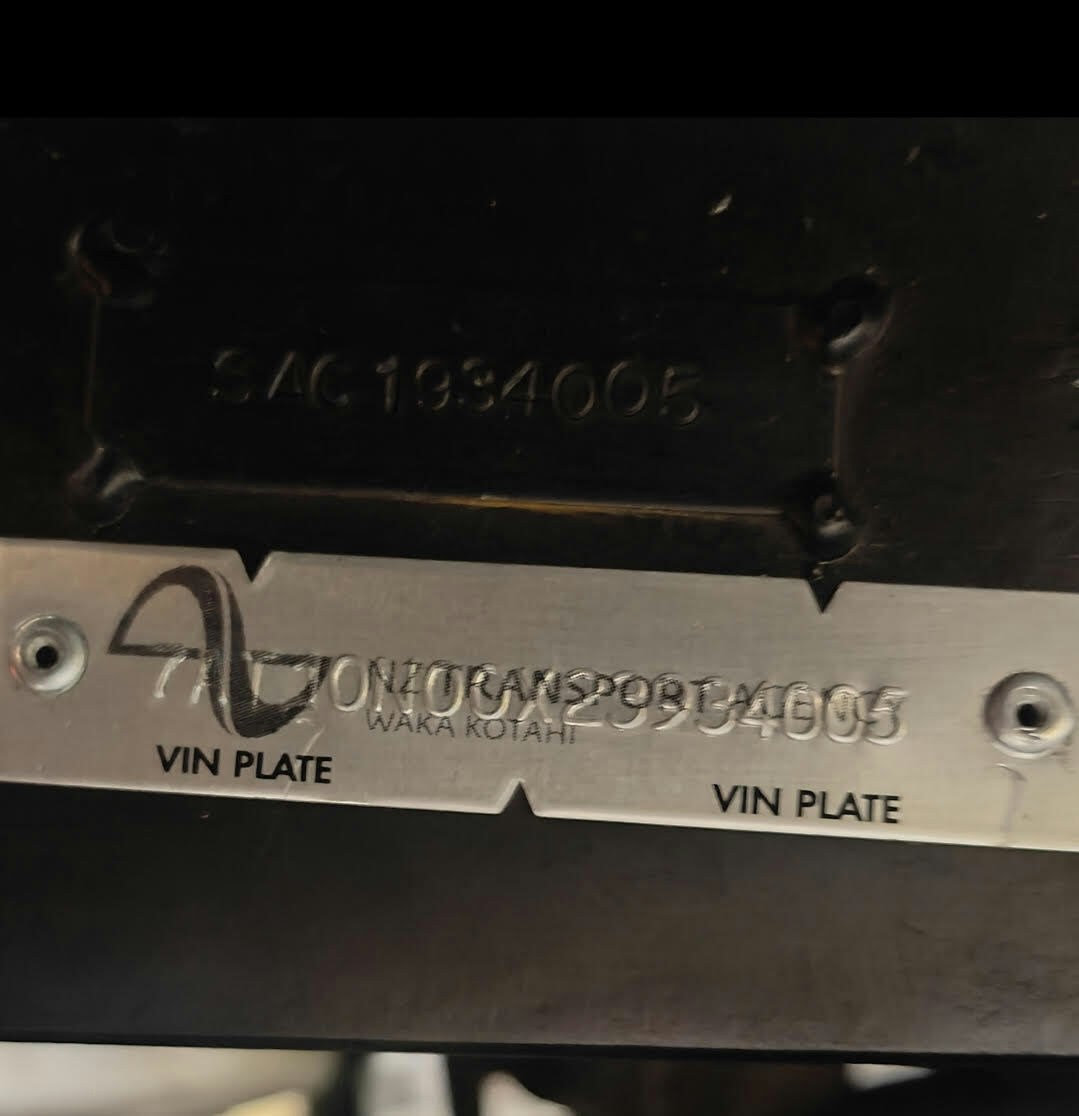 SAC1934005
NZ TRANSPORT AGENCY
WAKA KOTAHI
VIN PLATE
VIN PLATE